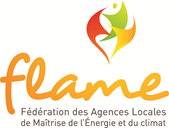 flame
Fédération des Agences Locales
de Maîtrise de l'Énergie et du climat